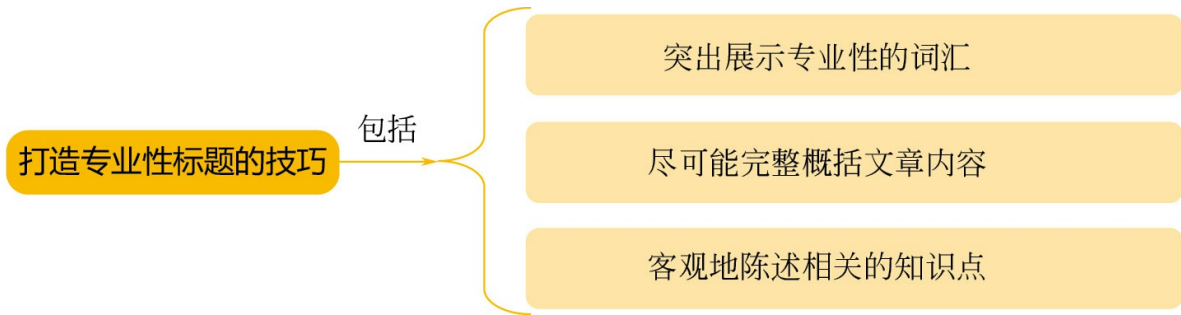 打造专业性标题的技巧
包括
突出展示专业性的词汇
尽可能完整概括文章内容
客观地陈述相关的知识点